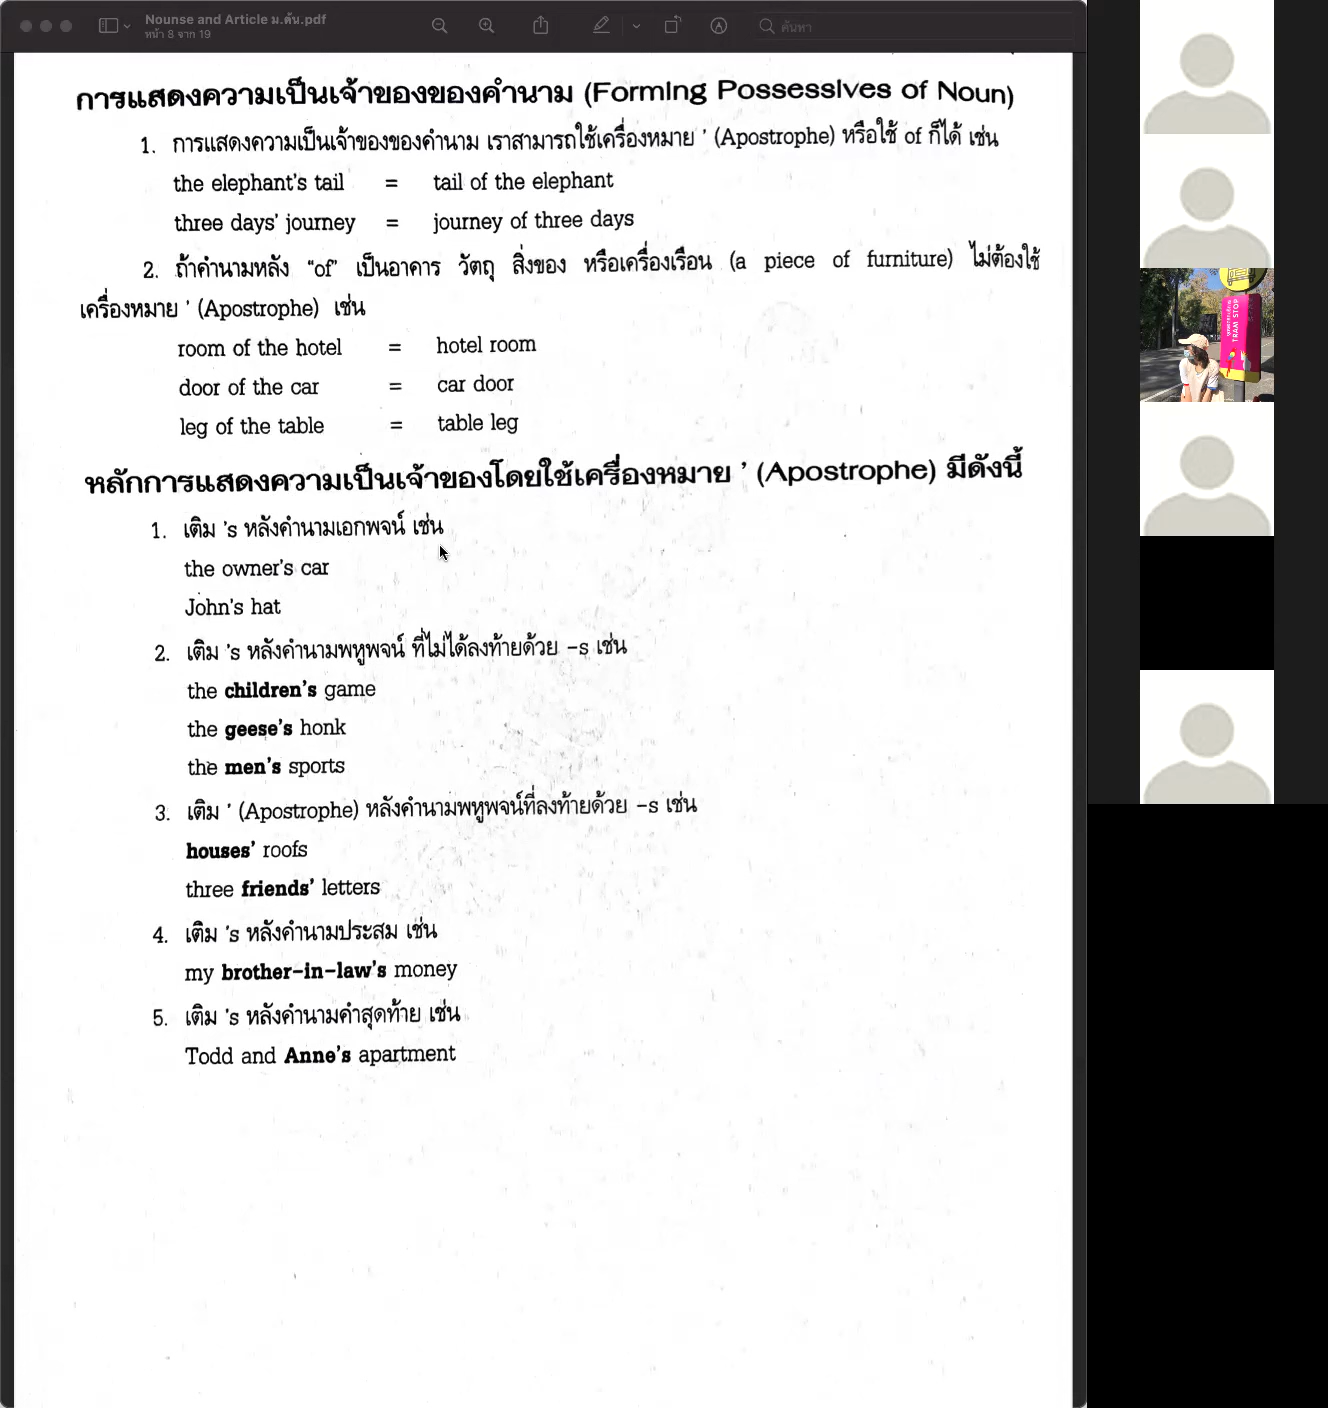 Nounse and Article ม.ต้น.pdf
หน้า 8 จาก 19
ค้นหา
การแสดงความเป็นเจ้าของของคำนาม (Forming Possessives of Noun)
1. การแสดงความเป็นเจ้าของของคำนาม เราสามารถใช้เครื่องหมาย ' (Apostrophe) หรือใช้ of ก็ได้ เช่น
the elephant's tail = tail of the elephant
three days' journey = journey of three days
2. ถ้าคำนามหลัง "of" เป็นอาคาร วัตถุ สิ่งของ หรือเครื่องเรือน (a piece of furniture) ไม่ต้องใช้
เครื่องหมาย ' (Apostrophe) เช่น
room of the hotel = hotel room
door of the car = car door
leg of the table = table leg
หลักการแสดงความเป็นเจ้าของโดยใช้เครื่องหมาย ' (Apostrophe) มีดังนี้
1. เติม 's หลังคำนามเอกพจน์ เช่น
the owner's car
John's hat
2. เติม 's หลังคำนามพหูพจน์ ที่ไม่ได้ลงท้ายด้วย -s เช่น
the children's game
the geese's honk
the men's sports
3. เติม ' (Apostrophe) หลังคำนามพหูพจน์ที่ลงท้ายด้วย -s เช่น
houses' roofs
three friends' letters
4. เติม 's หลังคำนามประสม เช่น
my brother-in-law's money
5. เติม 's หลังคำนามคำสุดท้าย เช่น
Todd and Anne's apartment
TRAM STOP